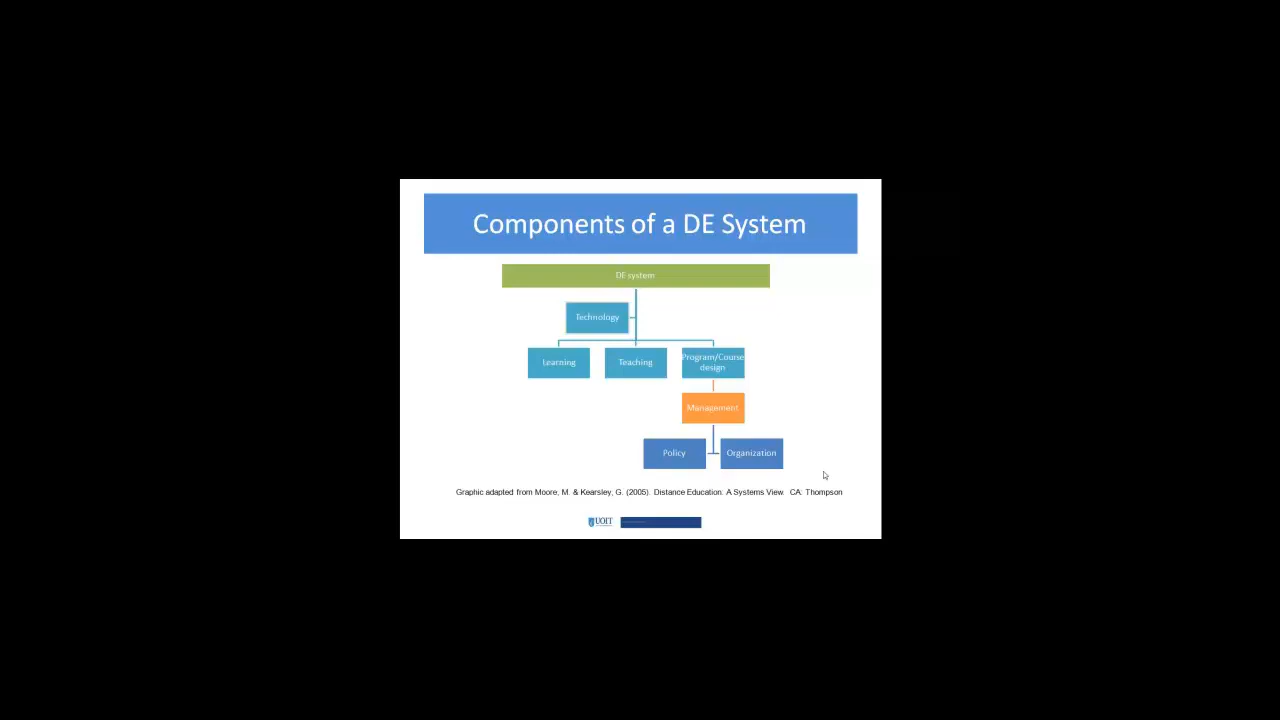 Components of a DE System
DE system
Technology
Learning
Teaching
Program/Course
design
Management
Policy
Organization
Graphic adapted from Moore, M. & Kearsley, G. (2005). Distance Education: A Systems View. CA: Thompson
UOIT